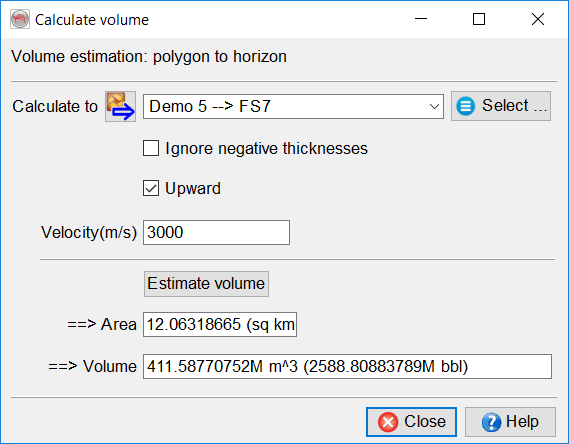 Calculate volume
Volume estimation: polygon to horizon
Calculate to Demo 5 --> FS7 Select ...
Ignore negative thicknesses
Upward
Velocity(m/s) 3000
Estimate volume
==> Area 12.06318665 (sq km
==> Volume 411.58770752M m^3 (2588.80883789M bbl)
Close Help